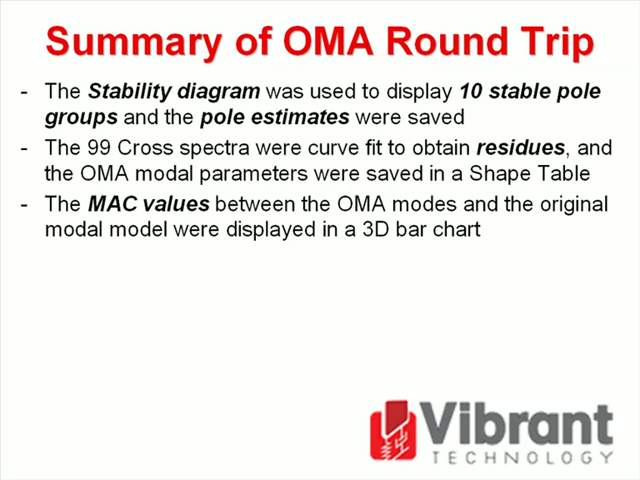 Summary of OMA Round Trip
- The Stability diagram was used to display 10 stable pole
groups and the pole estimates were saved
- The 99 Cross spectra were curve fit to obtain residues, and
the OMA modal parameters were saved in a Shape Table
- The MAC values between the OMA modes and the original
modal model were displayed in a 3D bar chart
Vibrant
TECHNOLOGY